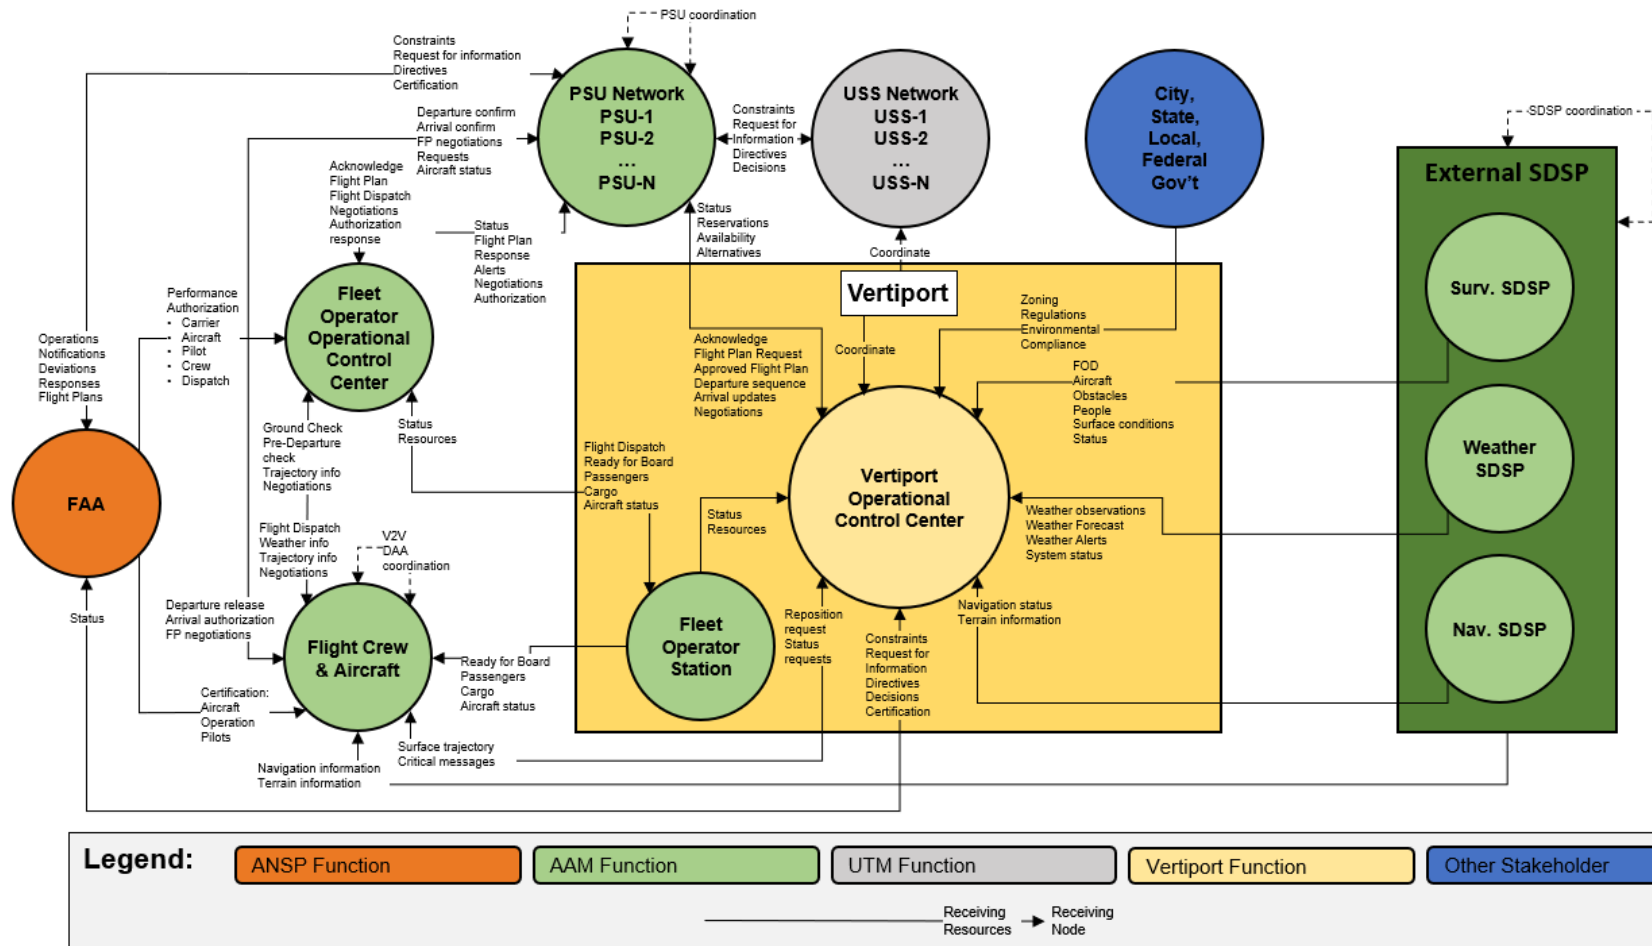 PSU coordination
Constraints
Request for information
Directives
Certification
PSU Network
PSU-1
PSU-2
...
PSU-N
Departure confirm
Arrival confirm
FP negotiations
Requests
Aircraft status
Constraints
Request for
Information
Directives
Decisions
USS Network
USS-1
USS-2
...
USS-N
City,
State,
Local,
Federal
Gov't
SDSP coordination
External SDSP
Surv. SDSP
Weather
SDSP
Nav. SDSP
Acknowledge
Flight Plan
Flight Dispatch
Negotiations
Authorization
response
Status
Flight Plan
Response
Alerts
Negotiations
Authorization
Status
Reservations
Availability
Alternatives
Coordinate
Vertiport
Coordinate
Zoning
Regulations
Environmental
Compliance
Performance
Authorization
▪ Carrier
▪ Aircraft
▪ Pilot
▪ Crew
▪ Dispatch
Fleet
Operator
Operational
Control
Center
Operations
Notifications
Deviations
Responses
Flight Plans
Acknowledge
Flight Plan Request
Approved Flight Plan
Departure sequence
Arrival updates
Negotiations
FOD
Aircraft
Obstacles
People
Surface conditions
Status
Ground Check
Pre-Departure
check
Trajectory info
Negotiations
Status
Resources
Flight Dispatch
Ready for Board
Passengers
Cargo
Aircraft status
FAA
Status
Resources
Vertiport
Operational
Control Center
Weather observations
Weather Forecast
Weather Alerts
System status
Flight Dispatch
Weather info
Trajectory info
Negotiations
V2V
DAA
coordination
Status
Departure release
Arrival authorization
FP negotiations
Flight Crew
& Aircraft
Ready for Board
Passengers
Cargo
Aircraft status
Fleet
Operator
Station
Reposition
request
Status
requests
Constraints
Request for
Information
Directives
Decisions
Certification
Navigation status
Terrain information
Certification:
Aircraft
Operation
Pilots
Surface trajectory
Critical messages
Navigation information
Terrain information
Legend:
ANSP Function
AAM Function
UTM Function
Vertiport Function
Other Stakeholder
Receiving
Resources
Receiving
Node